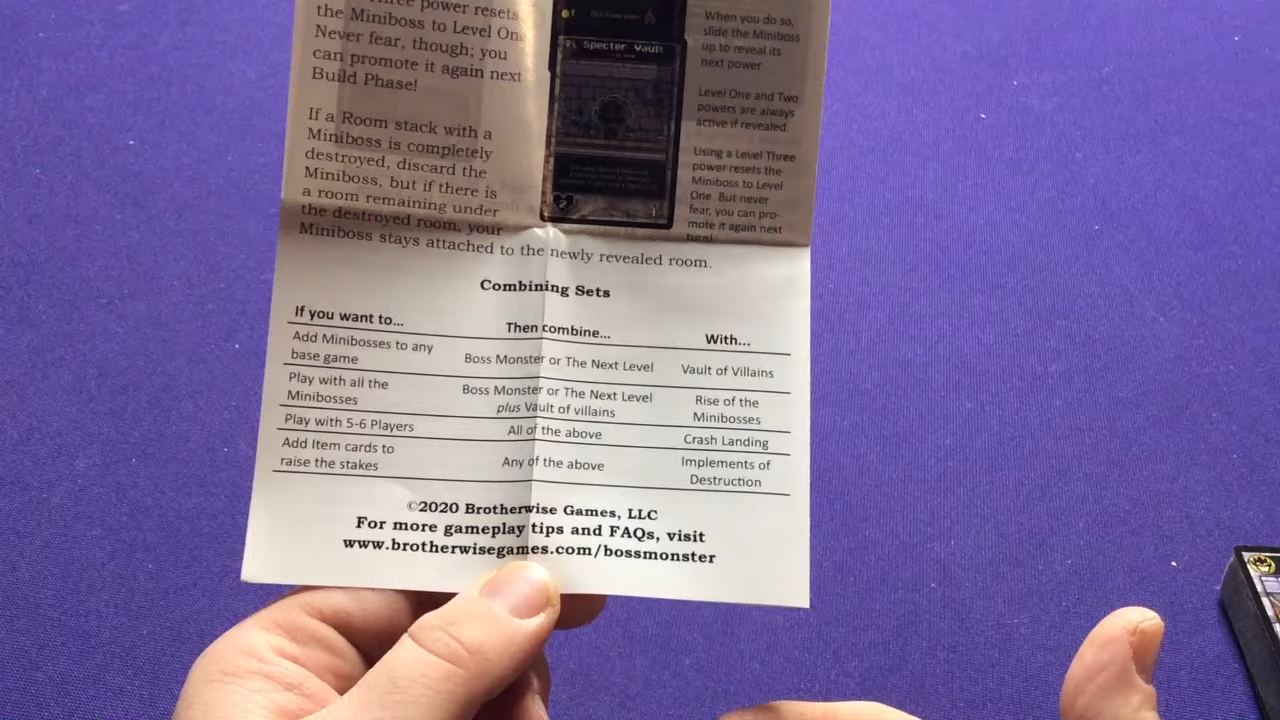 Three power resets
the Miniboss to Level One
Never fear, though; you
can promote it again next
Build Phase!
If a Room stack with a
Miniboss is completely
destroyed, discard the
Miniboss, but if there is
a room remaining under
the destroyed room, your
Miniboss stays attached to the newly revealed room.
Specter Vault
2
When you do so,
slide the Miniboss
up to reveal its
next power
Level One and Two
powers are always
active if revealed.
Using a Level Three
power resets the
Miniboss to Level
One. But never
fear, you can pro-
mote it again next
turn!
Combining Sets
If you want to... Then combine... With...
Add Minibosses to any
base game
Boss Monster or The Next Level
Vault of Villains
Play with all the
Minibosses
Boss Monster or The Next Level
plus Vault of villains
Rise of the
Minibosses
Play with 5-6 Players
All of the above
Crash Landing
Add Item cards to
raise the stakes
Any of the above
Implements of
Destruction
©2020 Brotherwise Games, LLC
For more gameplay tips and FAQs, visit
www.brotherwisegames.com/bossmonster